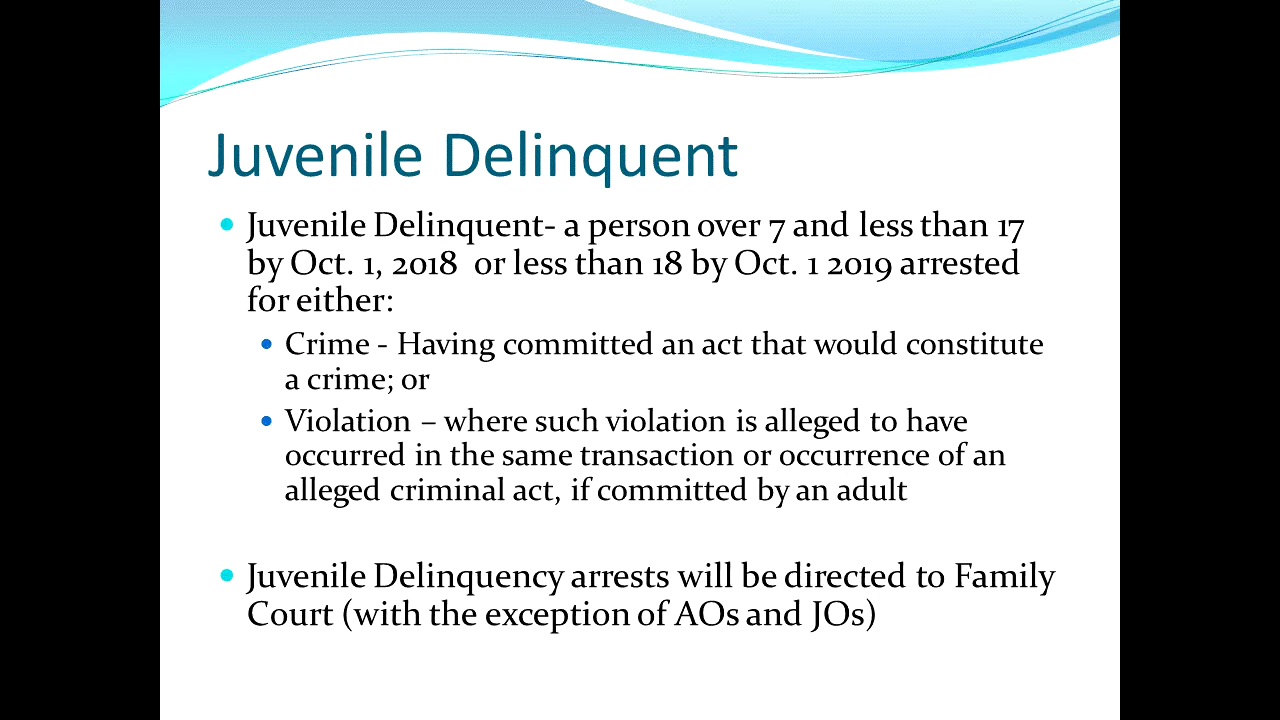 Juvenile Delinquent
Juvenile Delinquent- a person over 7 and less than 17
by Oct. 1, 2018 or less than 18 by Oct. 1 2019 arrested
for either:
Crime - Having committed an act that would constitute
a crime; or
Violation – where such violation is alleged to have
occurred in the same transaction or occurrence of an
alleged criminal act, if committed by an adult
Juvenile Delinquency arrests will be directed to Family
Court (with the exception of AOs and JOs)